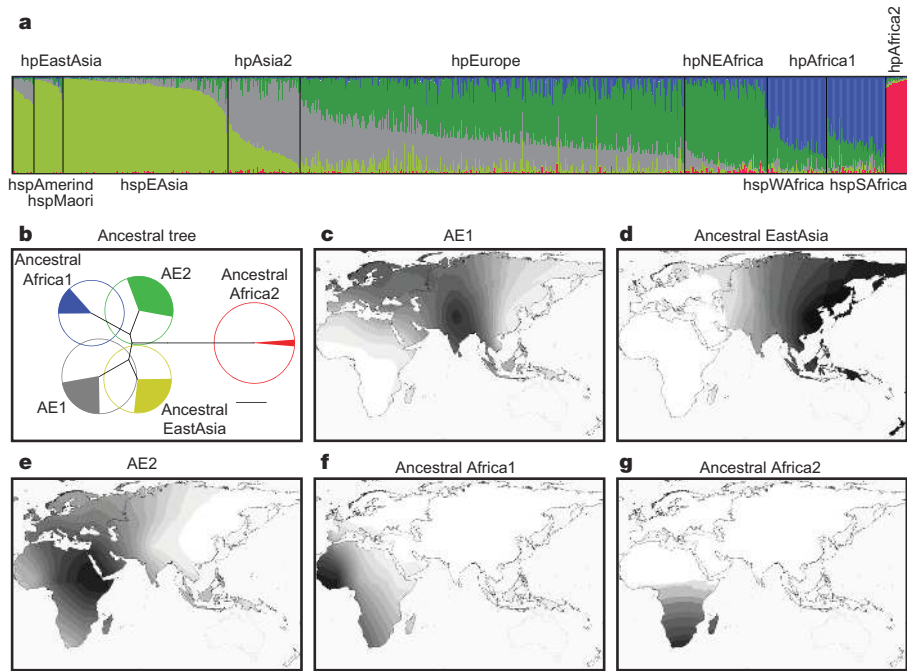 a
hpEastAsia
hpAsia2
hpEurope
hpNEAfrica
hpAfrica1
hpAfrica2
hspAmerind
hspMaori
hspEAsia
hspWAfrica
hspSAfrica
b
Ancestral tree
Ancestral
Africa1
AE2
Ancestral
Africa2
AE1
Ancestral
EastAsia
c
AE1
d
Ancestral EastAsia
e
AE2
f
Ancestral Africa1
g
Ancestral Africa2